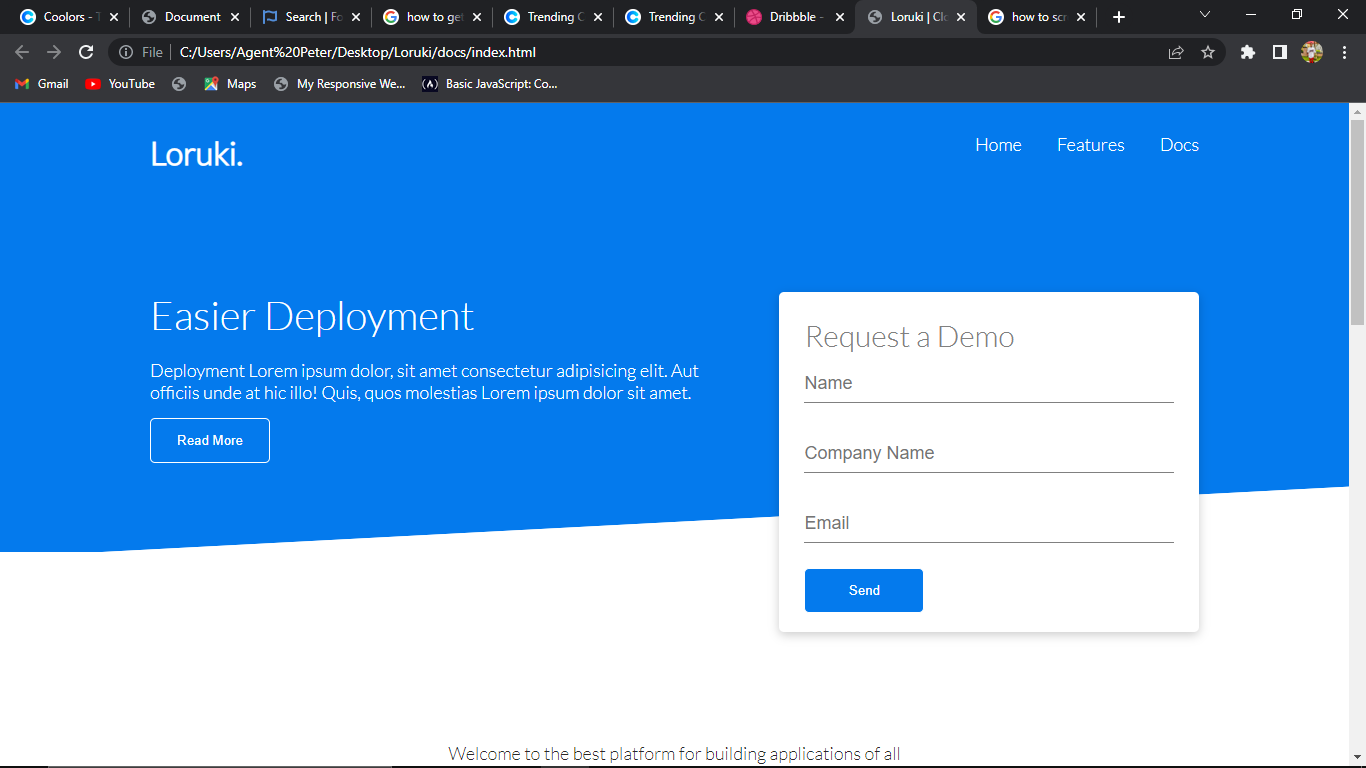 Coolors - T
Document
Search | Fo
how to get
Trending C
Trending C
Dribbble -
Loruki | Clo
how to scr
File
C:/Users/Agent%20Peter/Desktop/Loruki/docs/index.html
Gmail
YouTube
Maps
My Responsive We...
Basic JavaScript: Co...
Loruki.
Home
Features
Docs
Easier Deployment
Deployment Lorem ipsum dolor, sit amet consectetur adipisicing elit. Aut
officiis unde at hic illo! Quis, quos molestias Lorem ipsum dolor sit amet.
Read More
Request a Demo
Name
Company Name
Email
Send
Welcome to the best platform for building applications of all